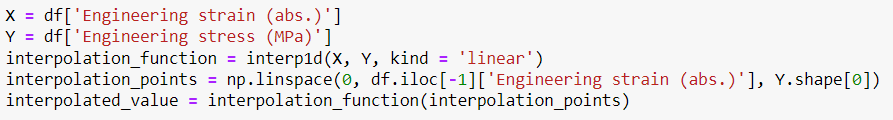 X = df['Engineering strain (abs.)']
Y = df['Engineering stress (MPa)']
interpolation_function = interp1d(X, Y, kind = 'linear')
interpolation_points = np.linspace(0, df.iloc[-1]['Engineering strain (abs.)'], Y.shape[0])
interpolated_value = interpolation_function(interpolation_points)